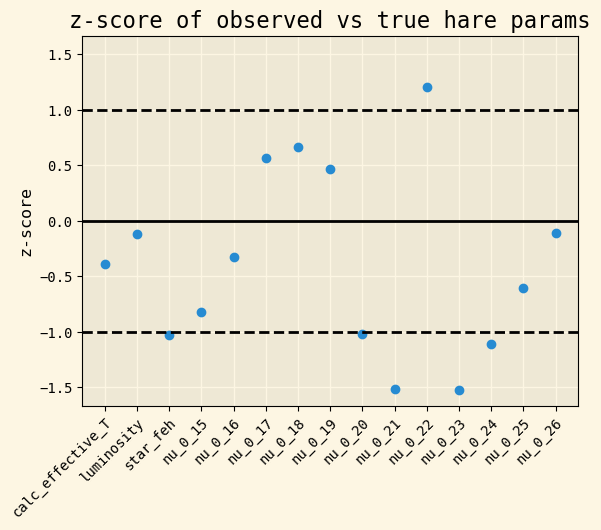 z-score of observed vs true hare params
z-score
1.5
1.0
0.5
0.0
−0.5
−1.0
−1.5
calc_effective_T
luminosity
star_feh
nu_0_15
nu_0_16
nu_0_17
nu_0_18
nu_0_19
nu_0_20
nu_0_21
nu_0_22
nu_0_23
nu_0_24
nu_0_25
nu_0_26